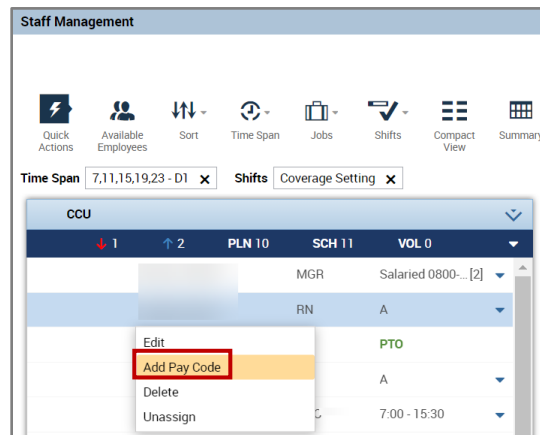 Staff Management
Quick Actions
Available Employees
Sort
Time Span
Jobs
Shifts
Compact View
Summary
Time Span 7,11,15,19,23 - D1 x Shifts Coverage Setting x
CCU
1 2 PLN 10 SCH 11 VOL 0
MGR Salaried 0800-... [2]
RN A
Edit PTO
Add Pay Code
Delete A
Unassign 7:00 - 15:30